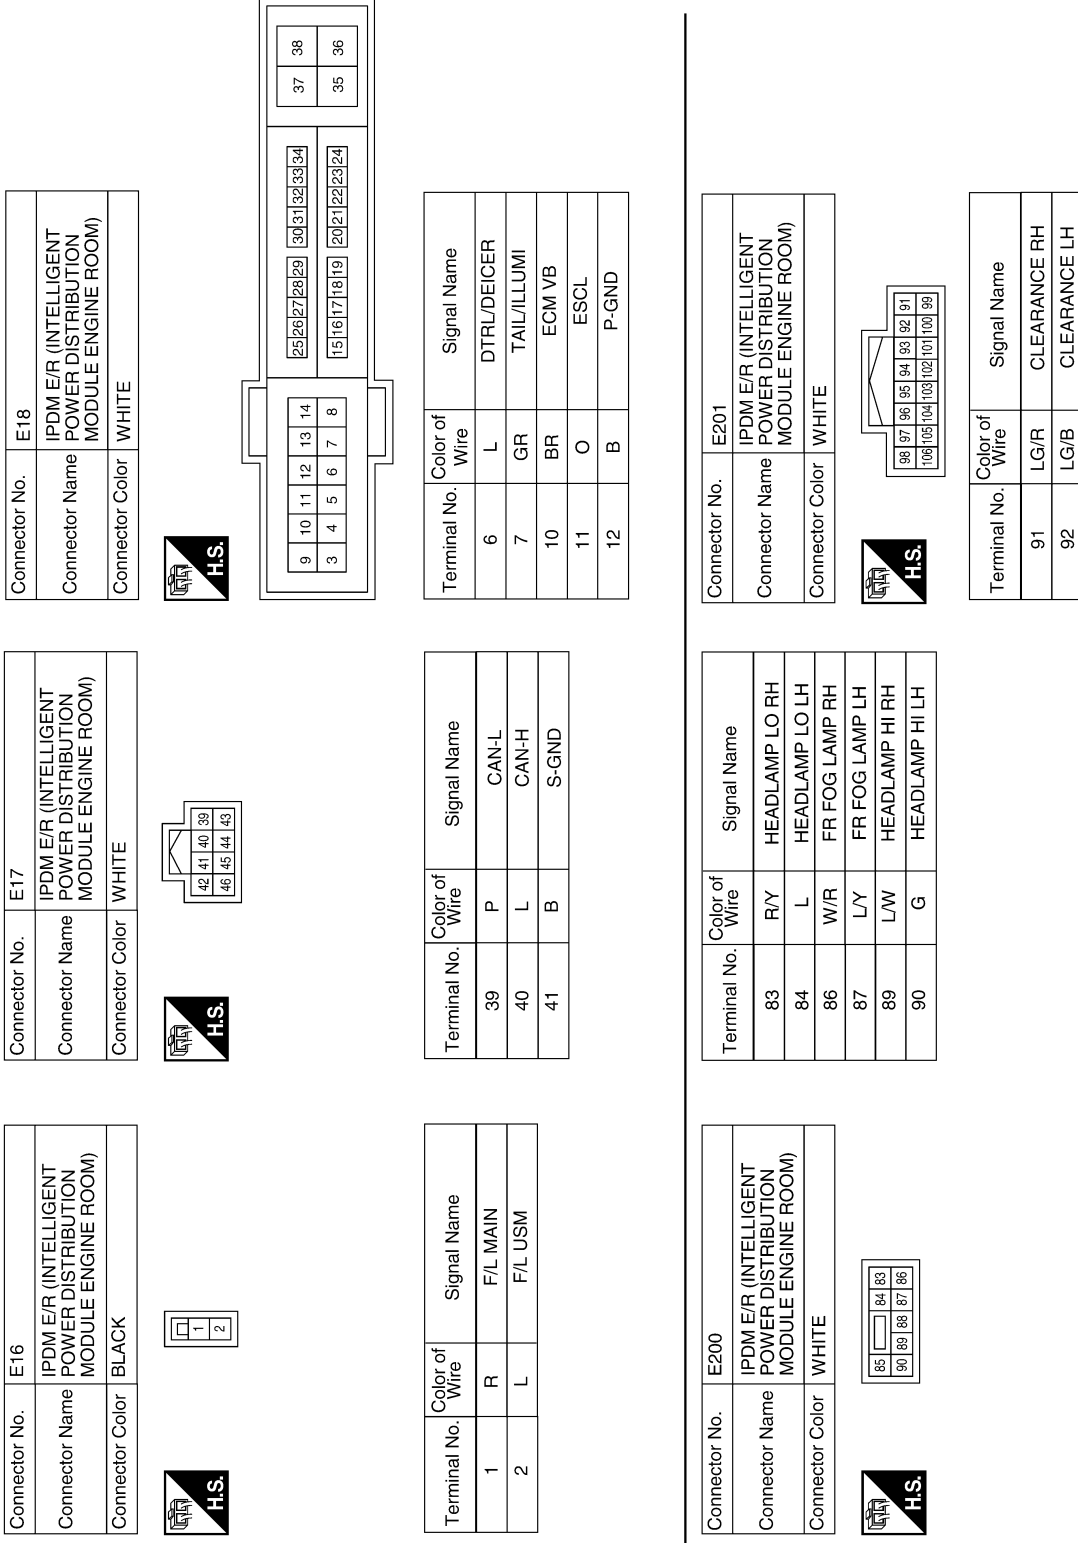 Connector No. E16
Connector Name IPDM E/R (INTELLIGENT
POWER DISTRIBUTION
MODULE ENGINE ROOM)
Connector Color BLACK
H.S.
1
2
Terminal No. Color of Wire Signal Name
1 R F/L MAIN
2 L F/L USM
Connector No. E17
Connector Name IPDM E/R (INTELLIGENT
POWER DISTRIBUTION
MODULE ENGINE ROOM)
Connector Color WHITE
H.S.
42 41 40 39
46 45 44 43
Terminal No. Color of Wire Signal Name
39 P CAN-L
40 L CAN-H
41 B S-GND
Connector No. E18
Connector Name IPDM E/R (INTELLIGENT
POWER DISTRIBUTION
MODULE ENGINE ROOM)
Connector Color WHITE
H.S.
9 10 11 12 13 14 25 26 27 28 29 30 31 32 33 34 37 38
3 4 5 6 7 8 15 16 17 18 19 20 21 22 23 24 35 36
Terminal No. Color of Wire Signal Name
6 L DTRL/DEICER
7 GR TAIL/ILLUMI
10 BR ECM VB
11 O ESCL
12 B P-GND
Connector No. E200
Connector Name IPDM E/R (INTELLIGENT
POWER DISTRIBUTION
MODULE ENGINE ROOM)
Connector Color WHITE
H.S.
85 84 83
90 89 88 87 86
Terminal No. Color of Wire Signal Name
83 R/Y HEADLAMP LO RH
84 L HEADLAMP LO LH
86 W/R FR FOG LAMP RH
87 L/Y FR FOG LAMP LH
89 L/W HEADLAMP HI RH
90 G HEADLAMP HI LH
Connector No. E201
Connector Name IPDM E/R (INTELLIGENT
POWER DISTRIBUTION
MODULE ENGINE ROOM)
Connector Color WHITE
H.S.
98 97 96 95 94 93 92 91
106 105 104 103 102 101 100 99
Terminal No. Color of Wire Signal Name
91 LG/R CLEARANCE RH
92 LG/B CLEARANCE LH